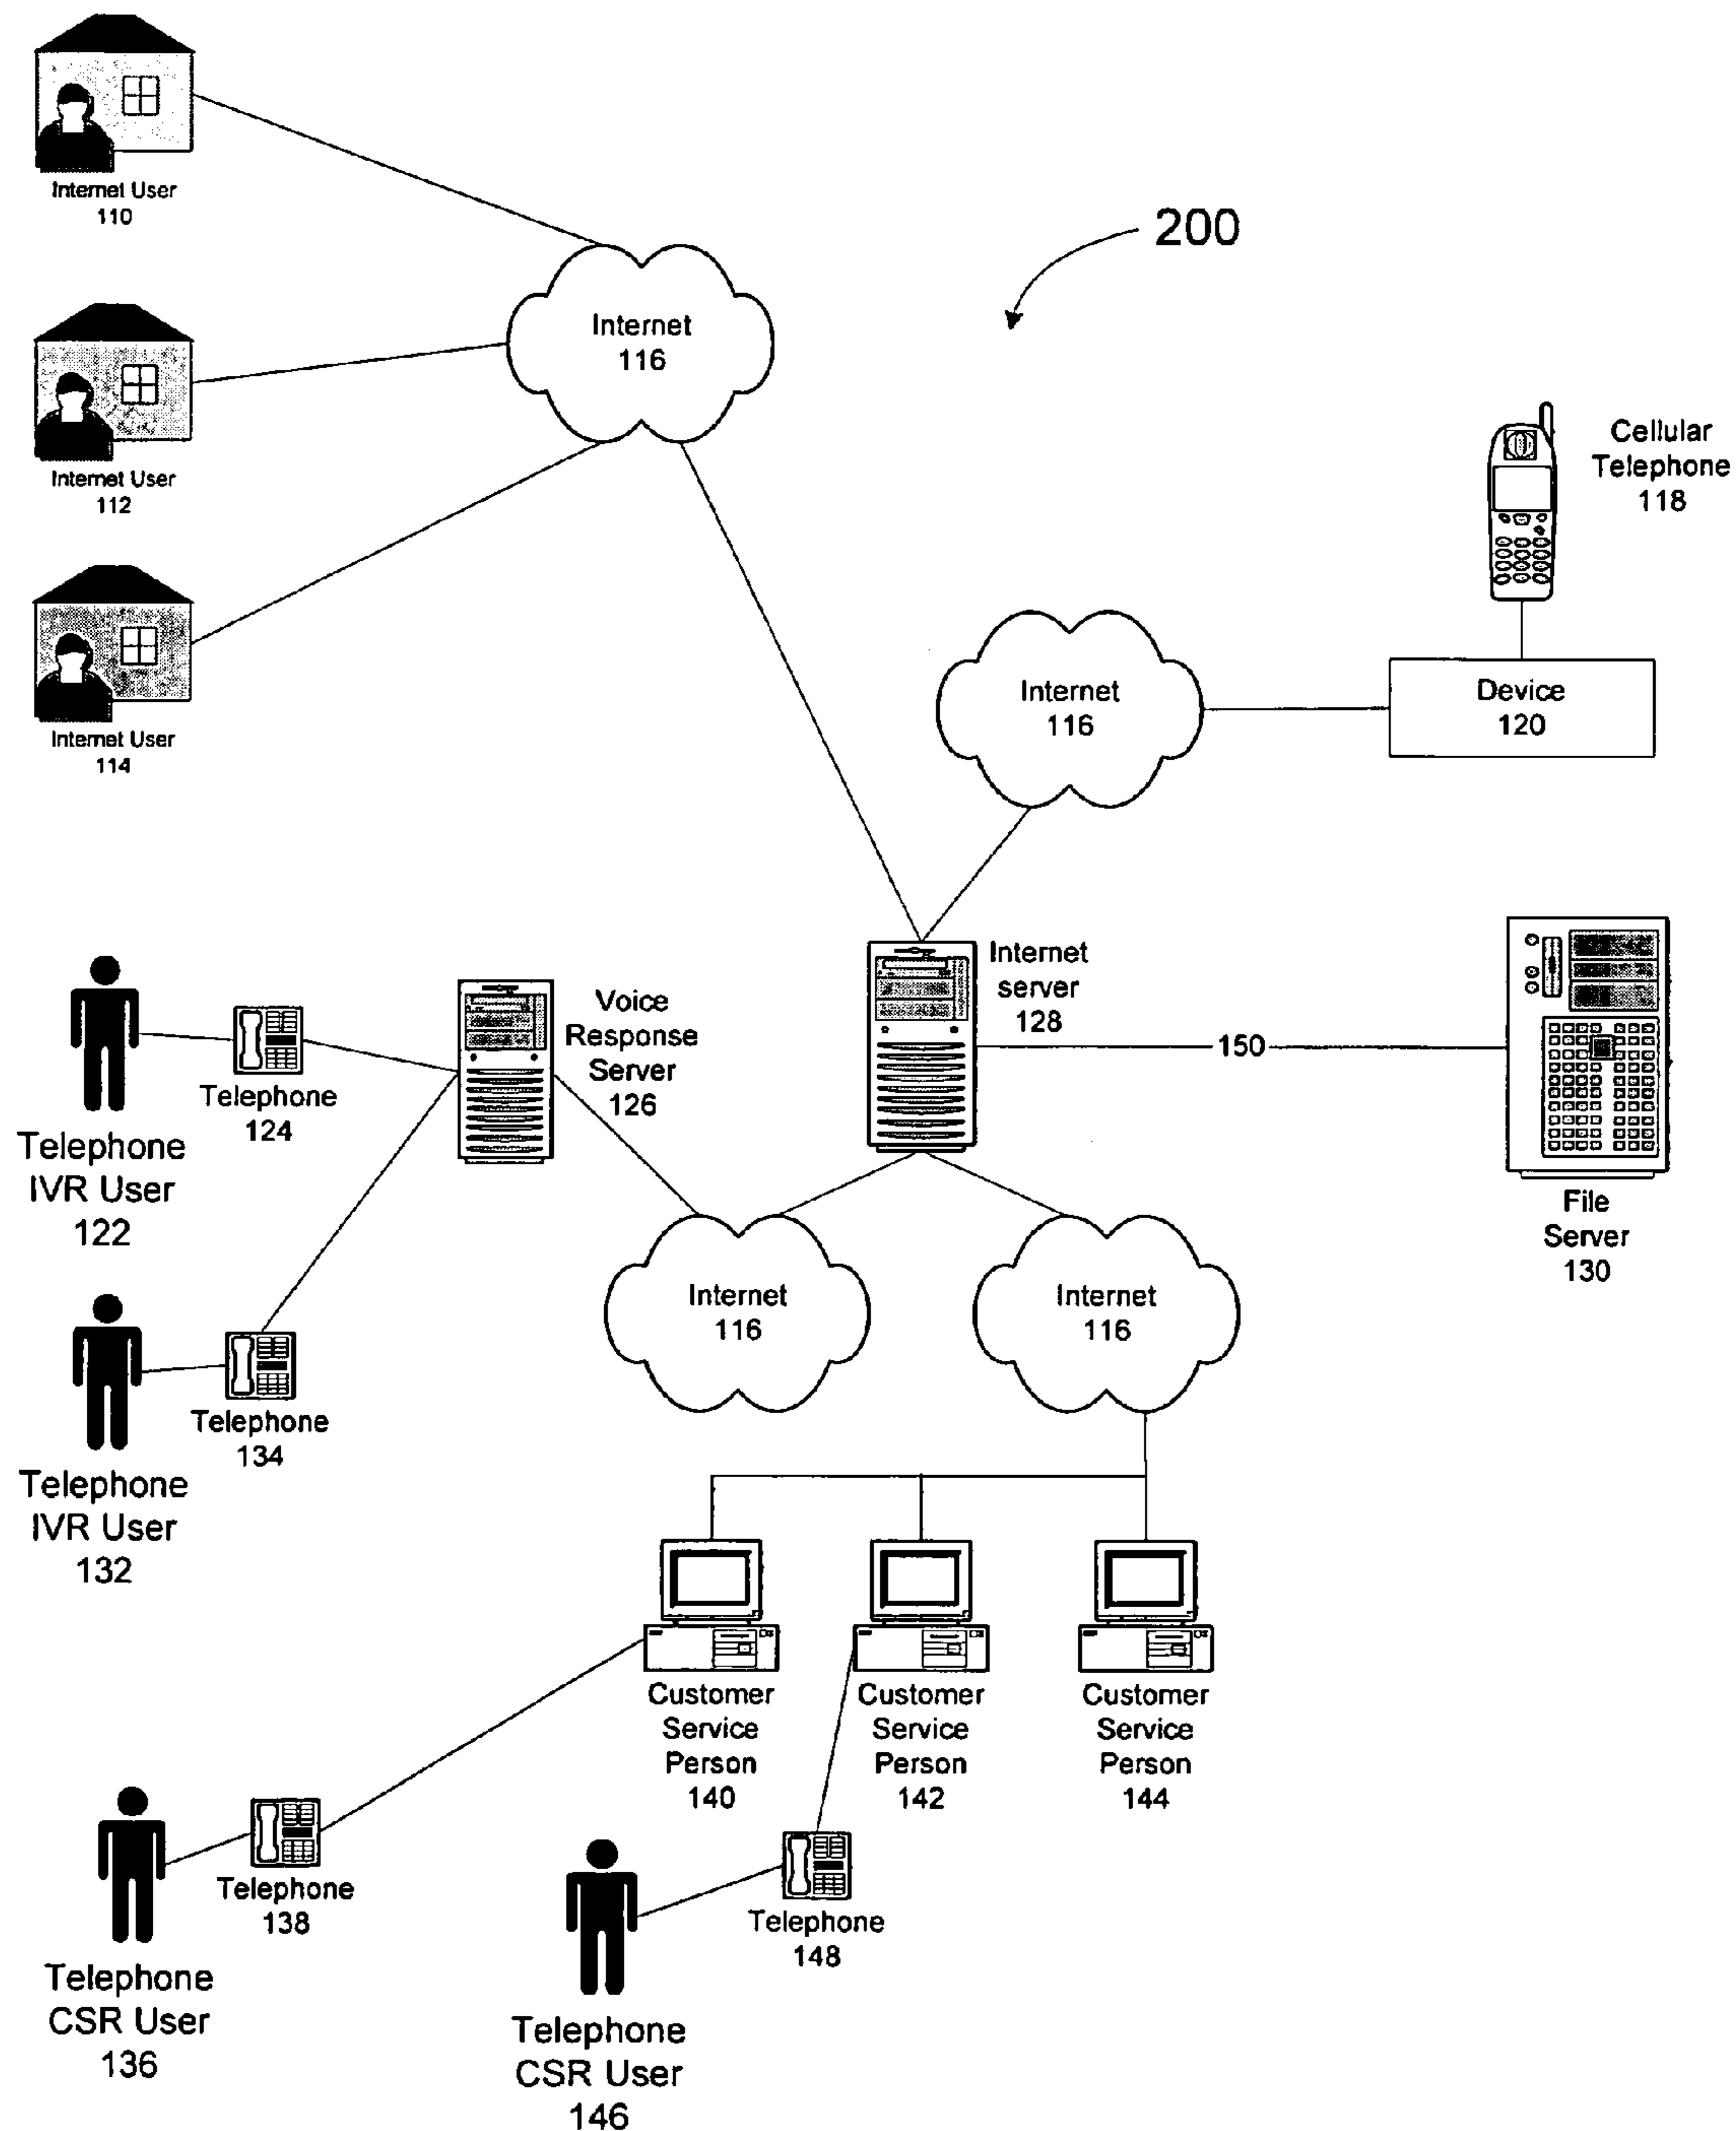 Internet User
110
200
Internet
116
Internet User
112
Cellular
Telephone
118
Internet User
114
Internet
116
Device
120
Internet
server
128
Voice
Response
Server
126
150
Telephone
124
Telephone
IVR User
122
File
Server
130
Internet
116
Internet
116
Telephone
134
Telephone
IVR User
132
Customer
Service
Person
140
Customer
Service
Person
142
Customer
Service
Person
144
Telephone
138
Telephone
148
Telephone
CSR User
136
Telephone
CSR User
146